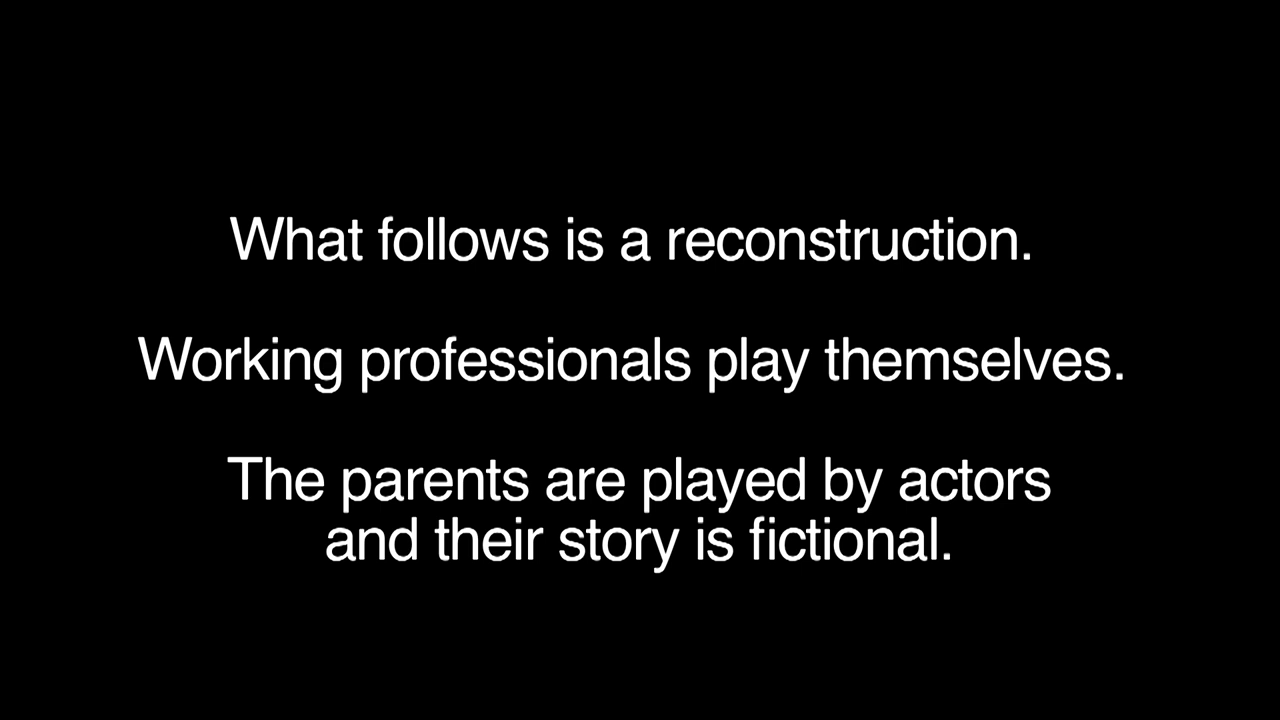 What follows is a reconstruction.
Working professionals play themselves.
The parents are played by actors
and their story is fictional.